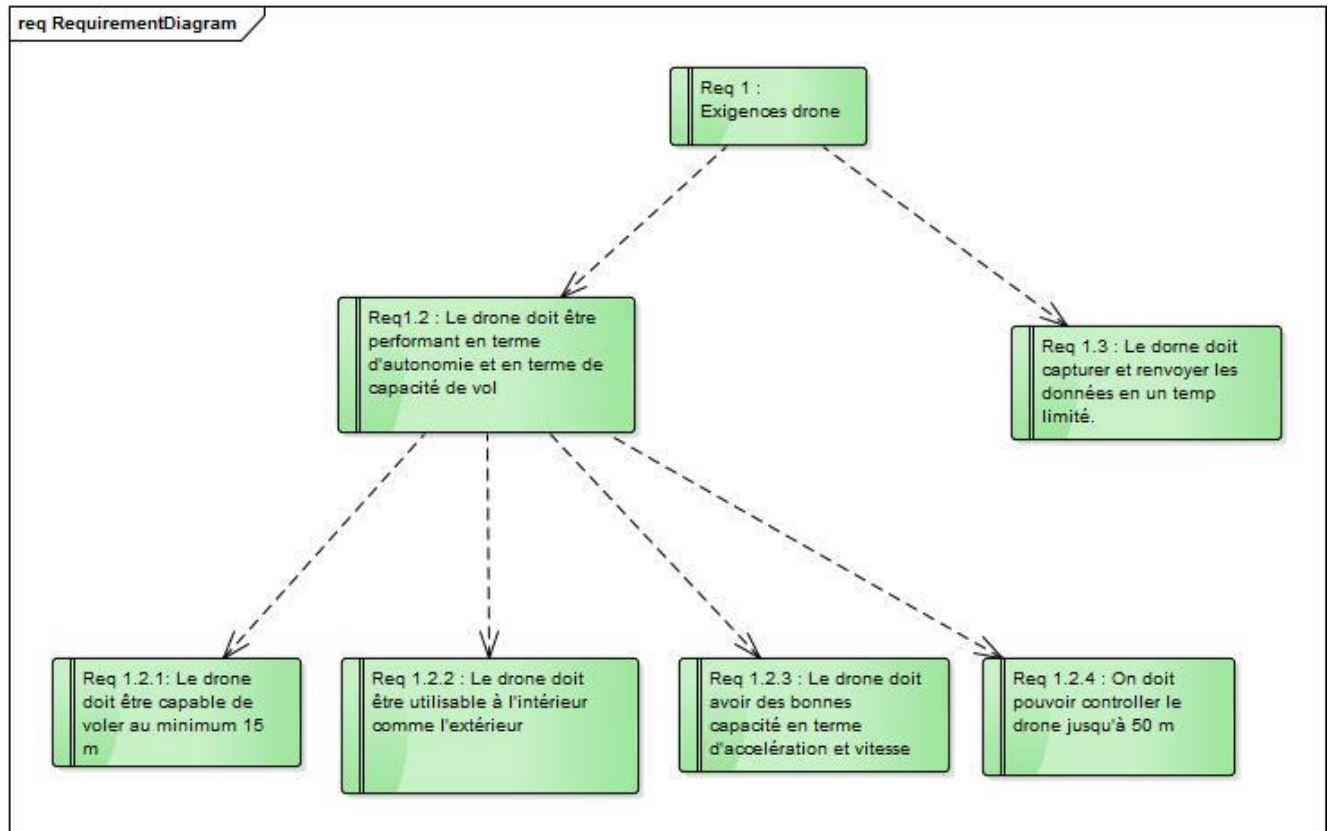 req RequirementDiagram
Req 1 :
Exigences drone
Req1.2 : Le drone doit être
performant en terme
d'autonomie et en terme de
capacité de vol
Req 1.3 : Le dorne doit
capturer et renvoyer les
données en un temp
limité.
Req 1.2.1: Le drone
doit être capable de
voler au minimum 15
m
Req 1.2.2 : Le drone doit
être utilisable à l'intérieur
comme l'extérieur
Req 1.2.3 : Le drone doit
avoir des bonnes
capacité en terme
d'accelération et vitesse
Req 1.2.4 : On doit
pouvoir controller le
drone jusqu'à 50 m